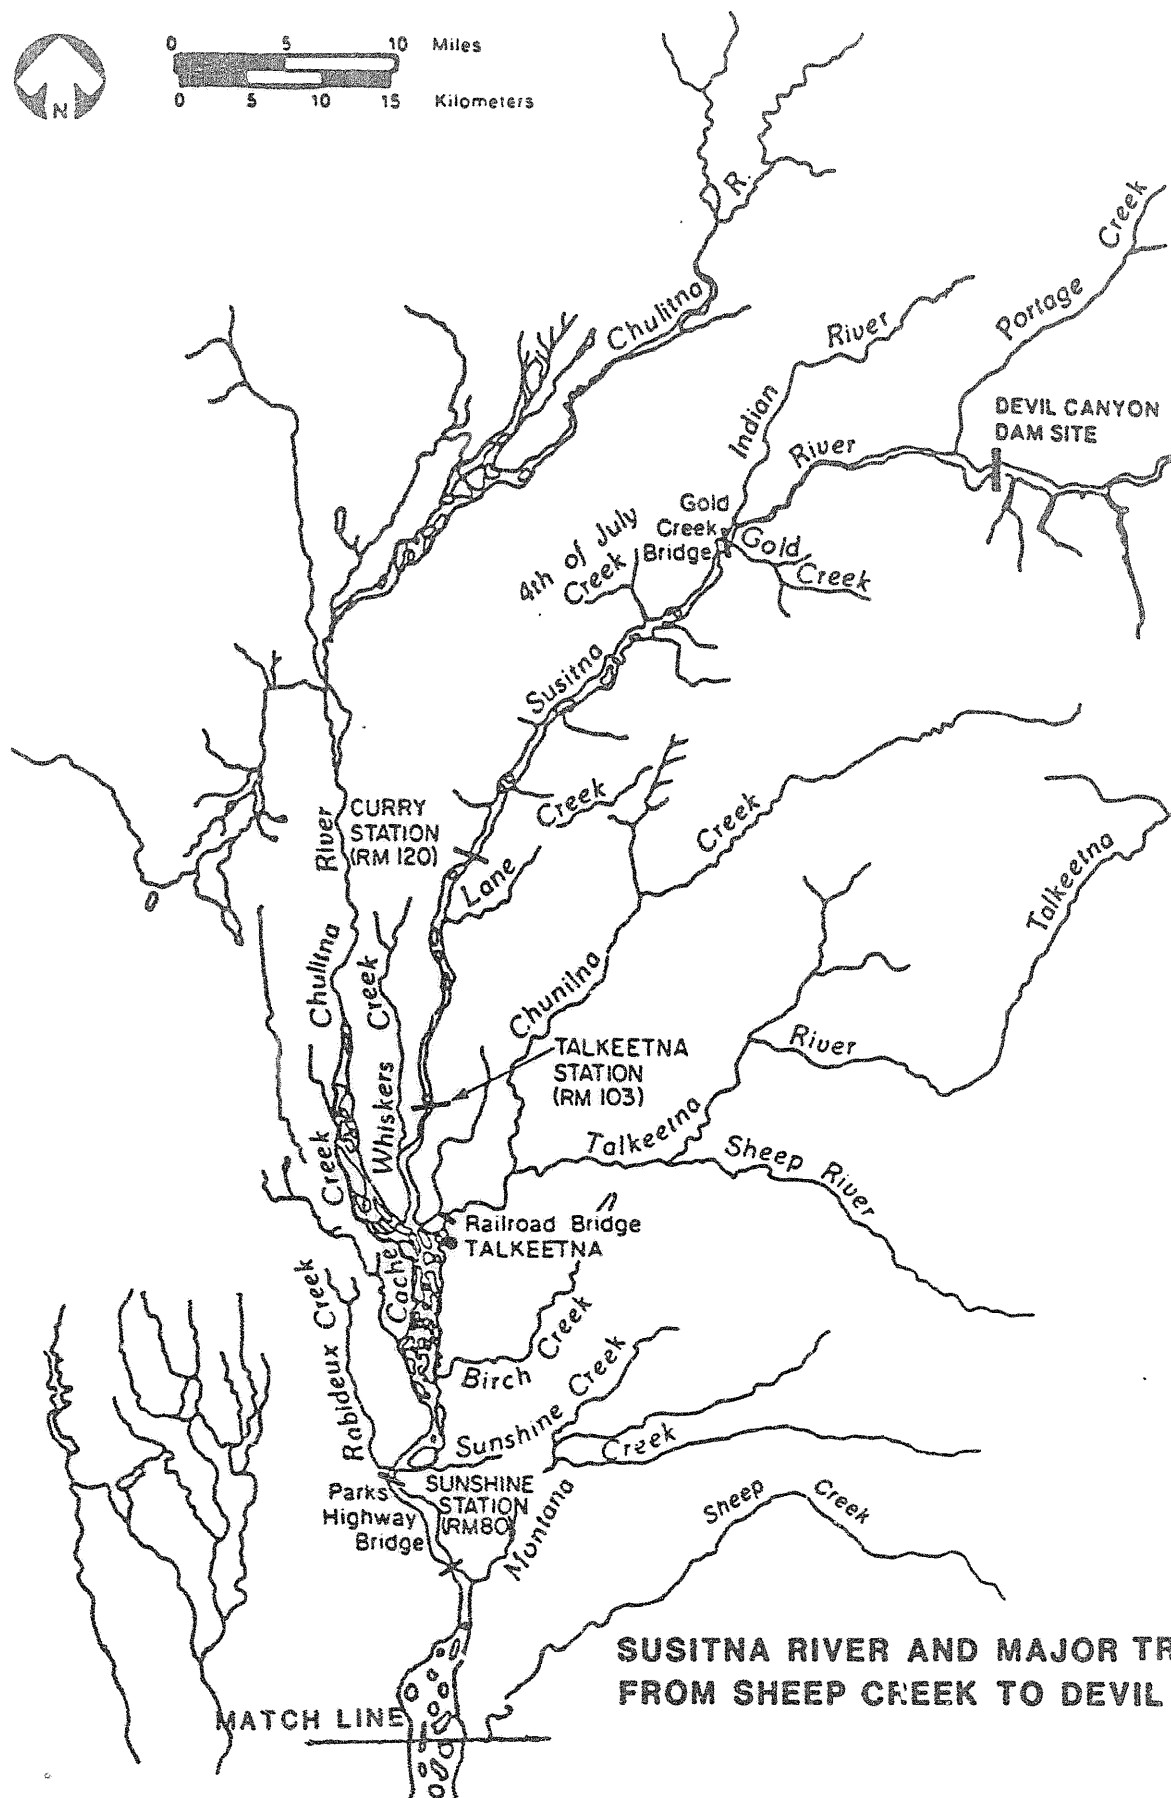 0 5 10 Miles
N
0 5 10 15 Kilometers
R.
Creek
Portage
Chulitna
River
Indian
DEVIL CANYON
DAM SITE
River
Gold
Creek
Bridge
4th of July
Creek
Gold
Creek
Susitna
CURRY
STATION
(RM 120)
River
Creek
Lane
Creek
Talkeetna
Chulitna
Creek
Chunilna
TALKEETNA
STATION
(RM 103)
River
Whiskers
Creek
Talkeetna
Sheep River
Railroad Bridge
TALKEETNA
Cache
Rabideux Creek
Birch Creek
Sunshine Creek
Creek
SUNSHINE
STATION
(RM80)
Parks
Highway
Bridge
Montana
Sheep Creek
SUSITNA RIVER AND MAJOR TR
FROM SHEEP CREEK TO DEVIL
MATCH LINE